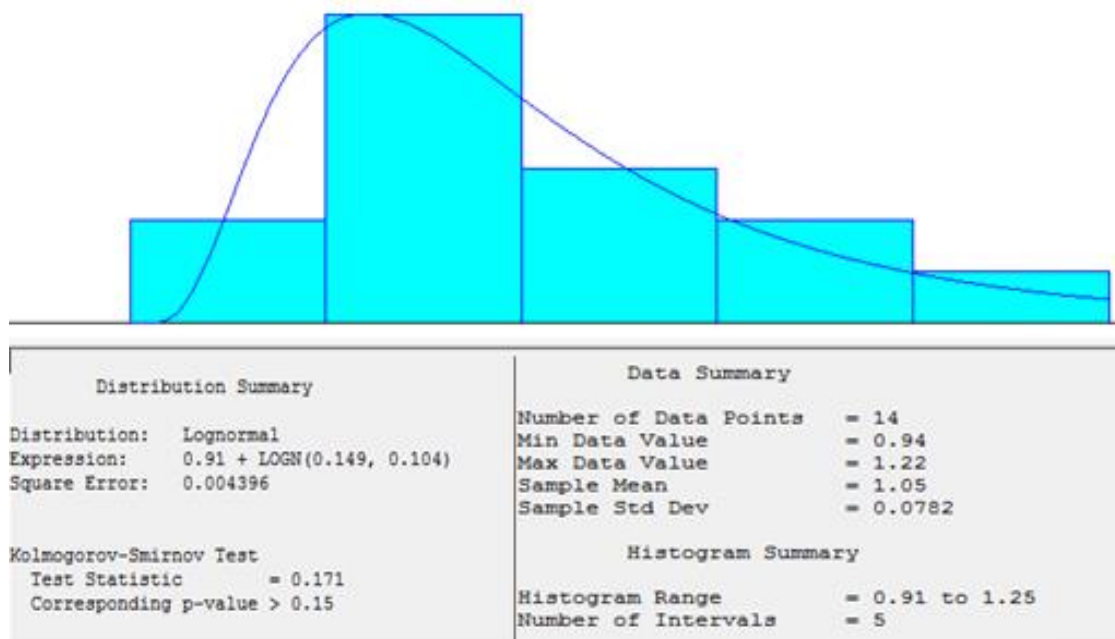 Distribution Summary
Distribution: Lognormal
Expression: 0.91 + LOGN(0.149, 0.104)
Square Error: 0.004396
Kolmogorov-Smirnov Test
Test Statistic = 0.171
Corresponding p-value > 0.15
Data Summary
Number of Data Points = 14
Min Data Value = 0.94
Max Data Value = 1.22
Sample Mean = 1.05
Sample Std Dev = 0.0782
Histogram Summary
Histogram Range = 0.91 to 1.25
Number of Intervals = 5